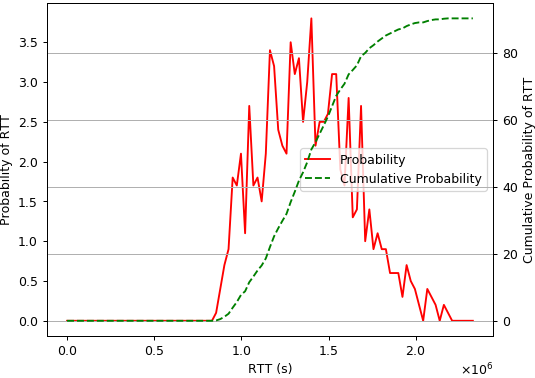 3.5
3.0
2.5
2.0
1.5
1.0
0.5
0.0
Probability of RTT
80
60
40
20
0
Cumulative Probability of RTT
Probability
Cumulative Probability
0.0 0.5 1.0 1.5 2.0
RTT (s)
×10⁶